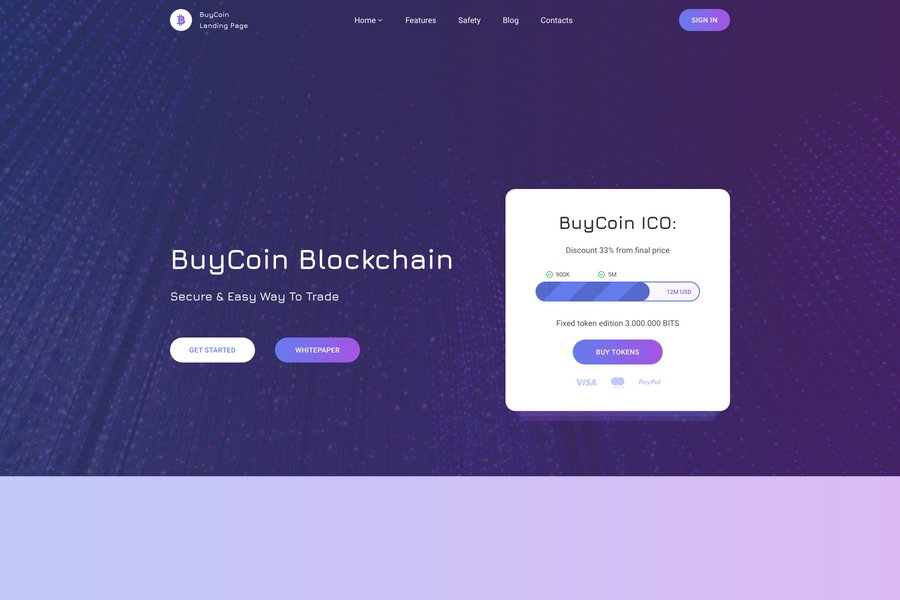 BuyCoin
Landing Page
Home
Features
Safety
Blog
Contacts
SIGN IN
BuyCoin Blockchain
Secure & Easy Way To Trade
GET STARTED
WHITEPAPER
BuyCoin ICO:
Discount 33% from final price
900K
5M
12M USD
Fixed token edition 3.000.000 BITS
BUY TOKENS
VISA
PayPal